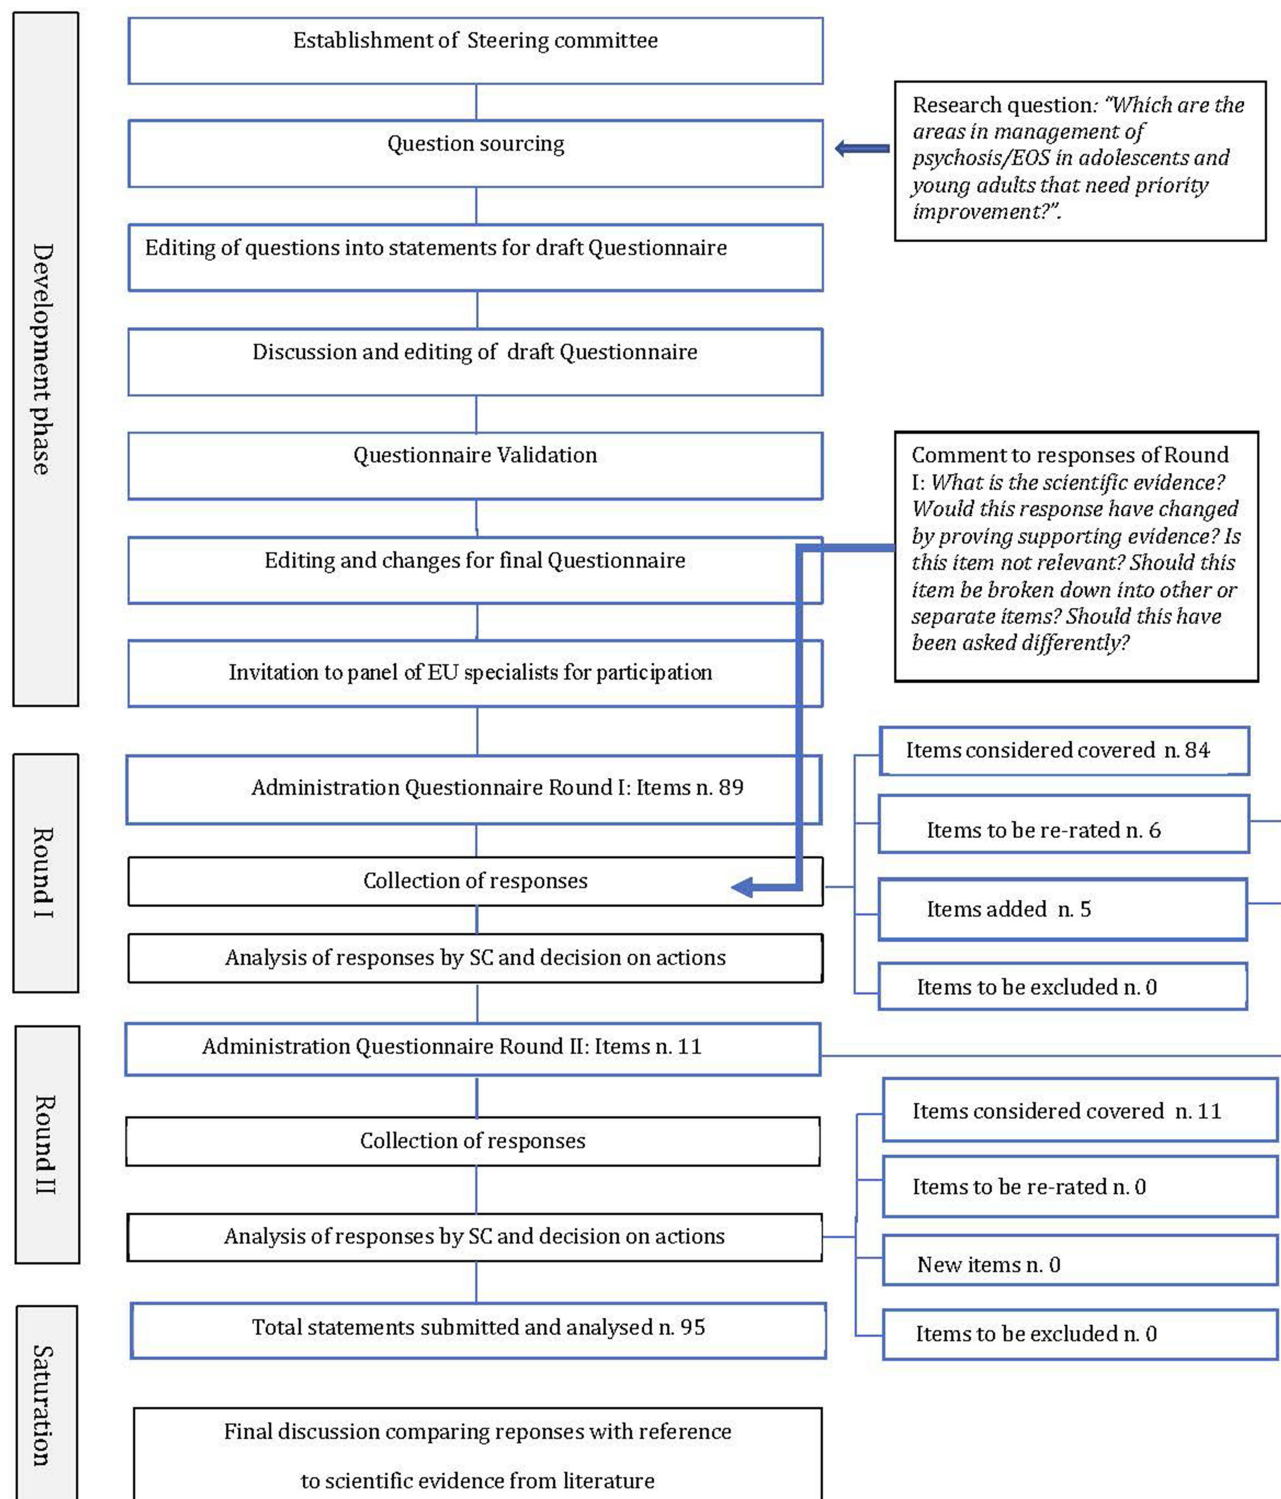 Development phase
Establishment of Steering committee
Question sourcing
Research question: “Which are the
areas in management of
psychosis/EOS in adolescents and
young adults that need priority
improvement?”.
Editing of questions into statements for draft Questionnaire
Discussion and editing of draft Questionnaire
Questionnaire Validation
Editing and changes for final Questionnaire
Invitation to panel of EU specialists for participation
Comment to responses of Round
I: What is the scientific evidence?
Would this response have changed
by proving supporting evidence? Is
this item not relevant? Should this
item be broken down into other or
separate items? Should this have
been asked differently?
Round I
Administration Questionnaire Round I: Items n. 89
Collection of responses
Analysis of responses by SC and decision on actions
Items considered covered n. 84
Items to be re-rated n. 6
Items added n. 5
Items to be excluded n. 0
Round II
Administration Questionnaire Round II: Items n. 11
Collection of responses
Analysis of responses by SC and decision on actions
Items considered covered n. 11
Items to be re-rated n. 0
New items n. 0
Items to be excluded n. 0
Saturation
Total statements submitted and analysed n. 95
Final discussion comparing reponses with reference
to scientific evidence from literature